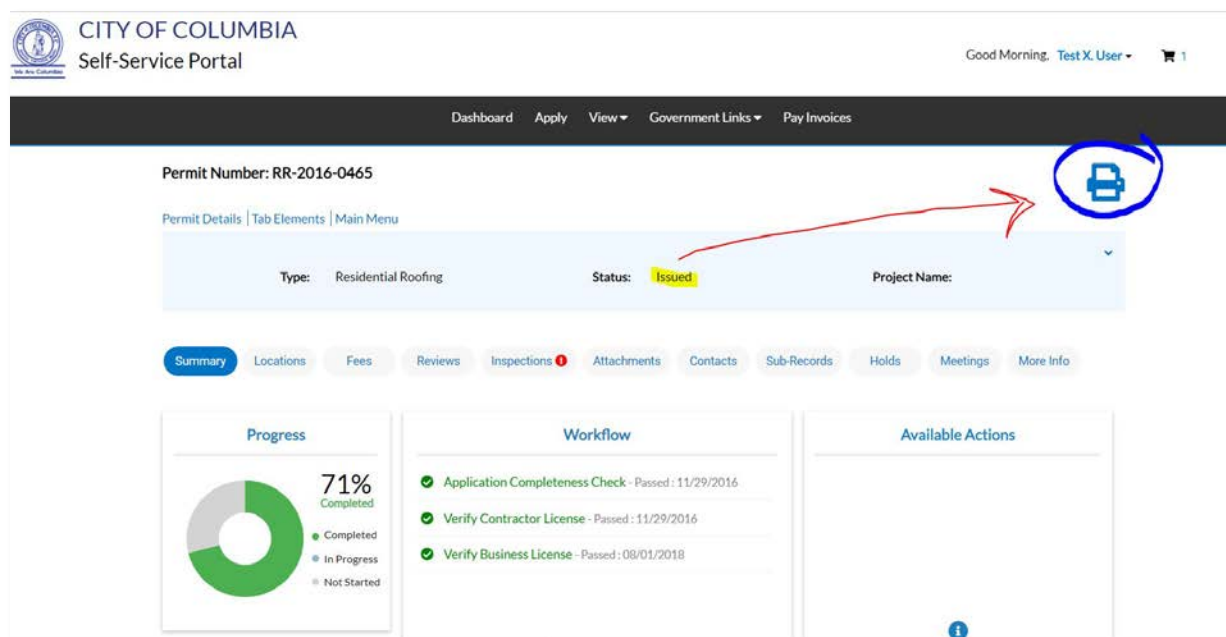 CITY OF COLUMBIA
Self-Service Portal
We Are Columbia
Good Morning, Test X. User
1
Dashboard Apply View Government Links Pay Invoices
Permit Number: RR-2016-0465
Permit Details | Tab Elements | Main Menu
Type: Residential Roofing Status: Issued Project Name:
Summary Locations Fees Reviews Inspections Attachments Contacts Sub-Records Holds Meetings More Info
Progress
71%
Completed
Completed
In Progress
Not Started
Workflow
Application Completeness Check - Passed : 11/29/2016
Verify Contractor License - Passed : 11/29/2016
Verify Business License - Passed : 08/01/2018
Available Actions